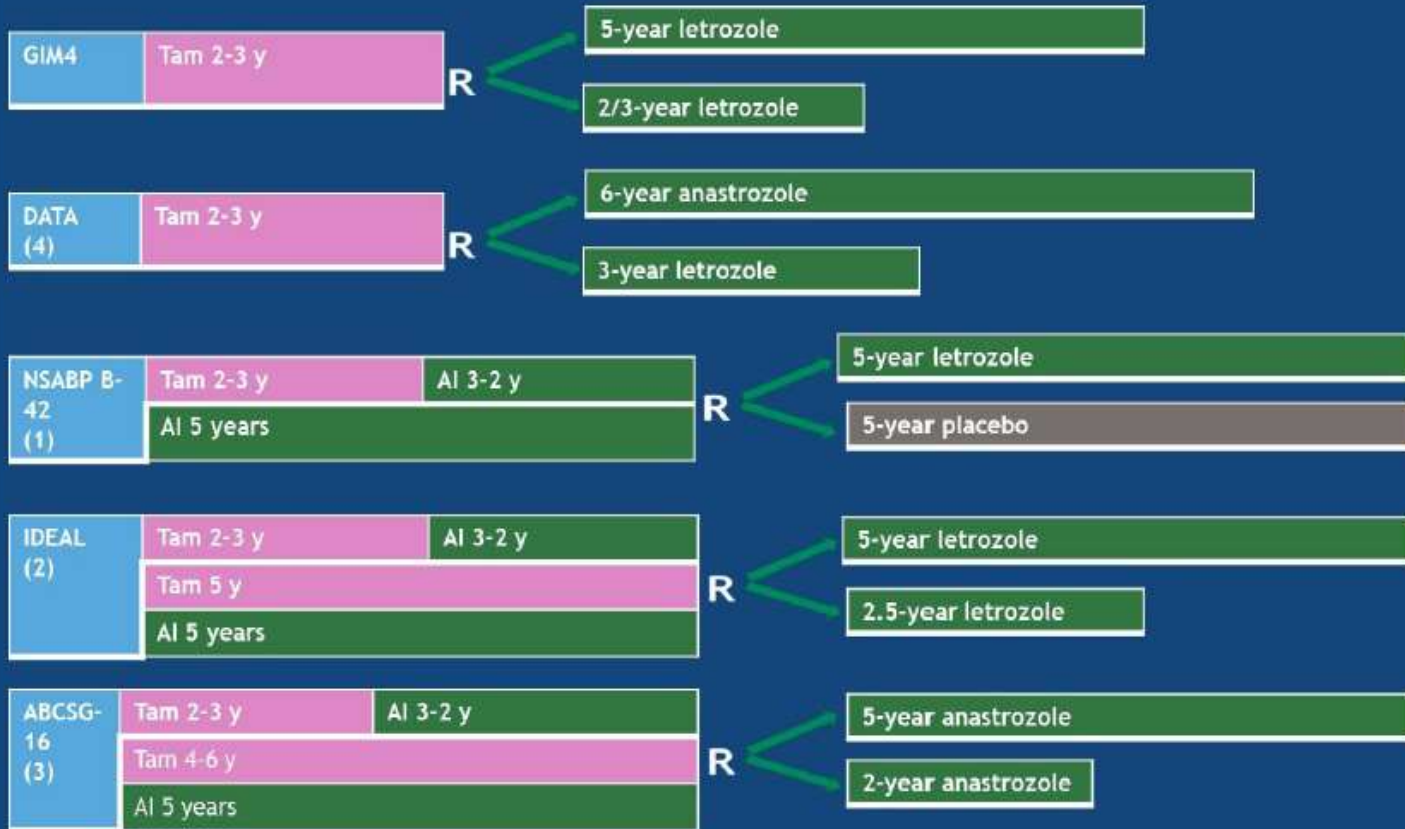 GIM4
Tam 2-3 y
R
5-year letrozole
2/3-year letrozole
DATA
(4)
Tam 2-3 y
R
6-year anastrozole
3-year letrozole
NSABP B-
42
(1)
Tam 2-3 y
AI 3-2 y
AI 5 years
R
5-year letrozole
5-year placebo
IDEAL
(2)
Tam 2-3 y
AI 3-2 y
Tam 5 y
AI 5 years
R
5-year letrozole
2.5-year letrozole
ABCSG-
16
(3)
Tam 2-3 y
AI 3-2 y
Tam 4-6 y
AI 5 years
R
5-year anastrozole
2-year anastrozole